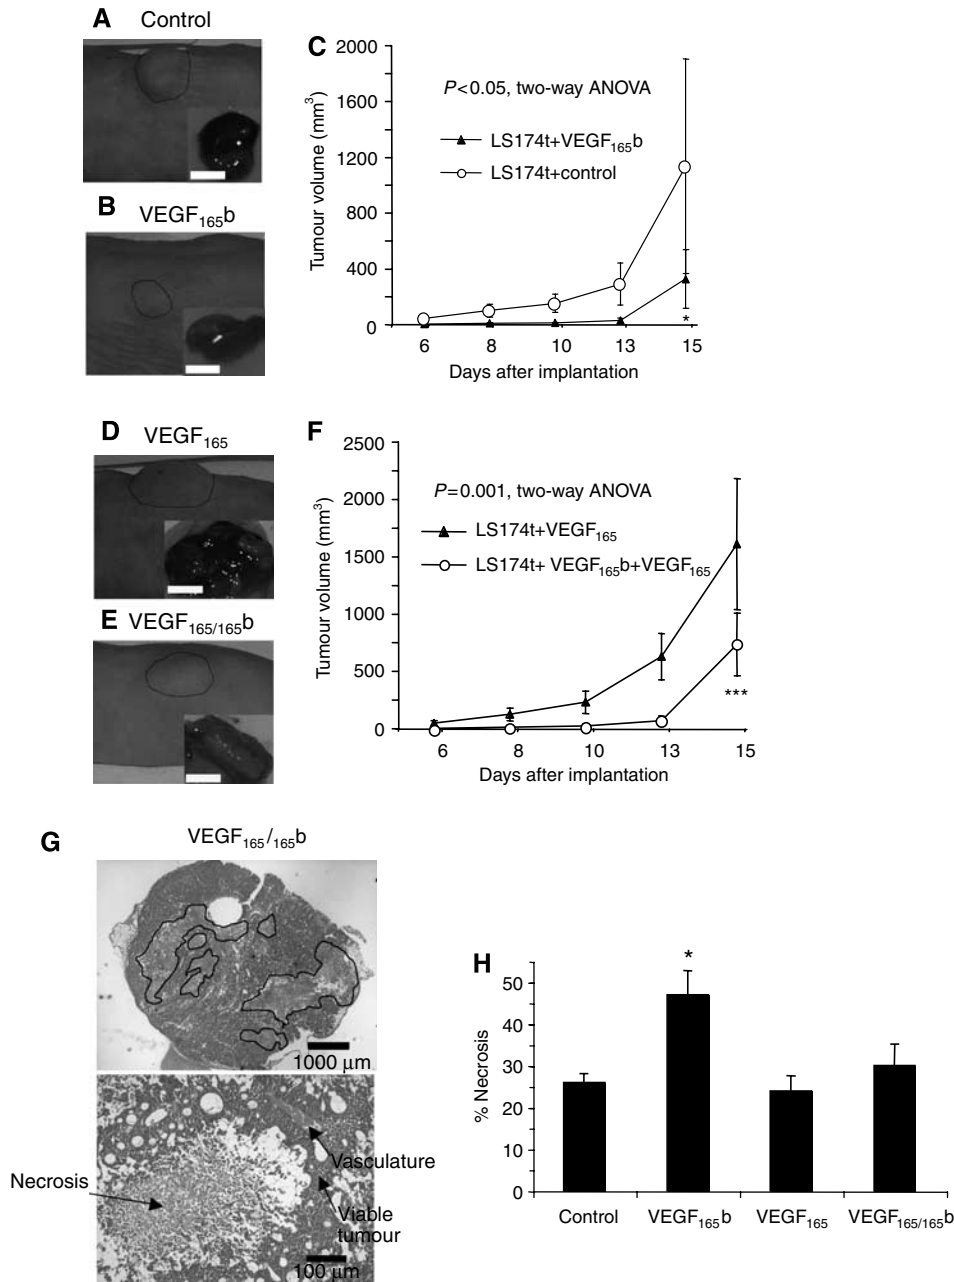 A Control
B VEGF165b
C
Tumour volume (mm3)
2000
1600
1200
800
400
0
P<0.05, two-way ANOVA
LS174t+VEGF165b
LS174t+control
*
6 8 10 13 15
Days after implantation
D VEGF165
E VEGF165/165b
F
Tumour volume (mm3)
2500
2000
1500
1000
500
0
P=0.001, two-way ANOVA
LS174t+VEGF165
LS174t+ VEGF165b+VEGF165
***
6 8 10 13 15
Days after implantation
G VEGF165/165b
1000 µm
Necrosis
Vasculature
Viable
tumour
100 µm
H
% Necrosis
50
40
30
20
10
0
*
Control VEGF165b VEGF165 VEGF165/165b